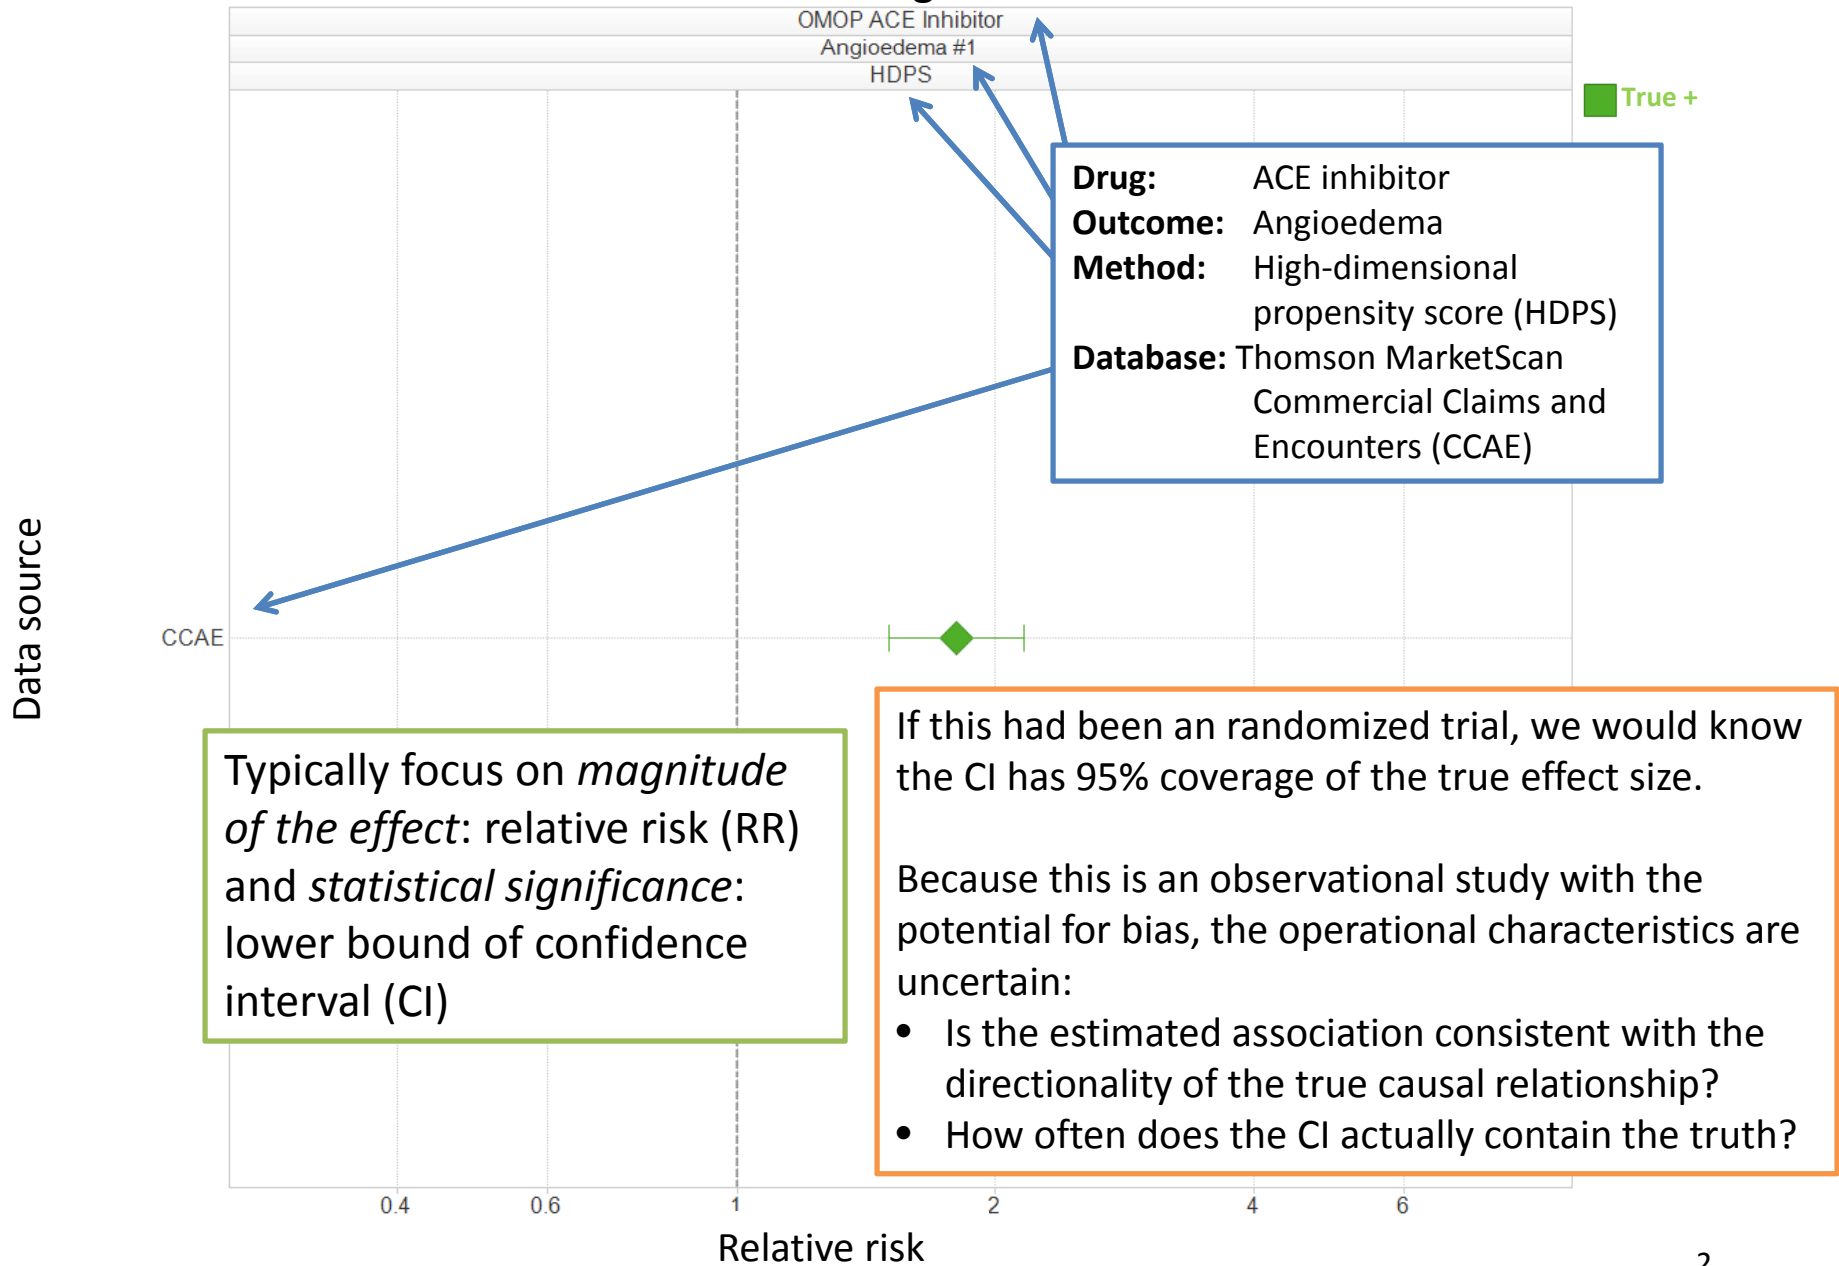 OMOP ACE Inhibitor
Angioedema #1
HDPS
True +
Drug: ACE inhibitor
Outcome: Angioedema
Method: High-dimensional
propensity score (HDPS)
Database: Thomson MarketScan
Commercial Claims and
Encounters (CCAE)
Data source
CCAE
Typically focus on magnitude
of the effect: relative risk (RR)
and statistical significance:
lower bound of confidence
interval (CI)
If this had been an randomized trial, we would know
the CI has 95% coverage of the true effect size.
Because this is an observational study with the
potential for bias, the operational characteristics are
uncertain:
• Is the estimated association consistent with the
directionality of the true causal relationship?
• How often does the CI actually contain the truth?
0.4 0.6 1 2 4 6
Relative risk
2